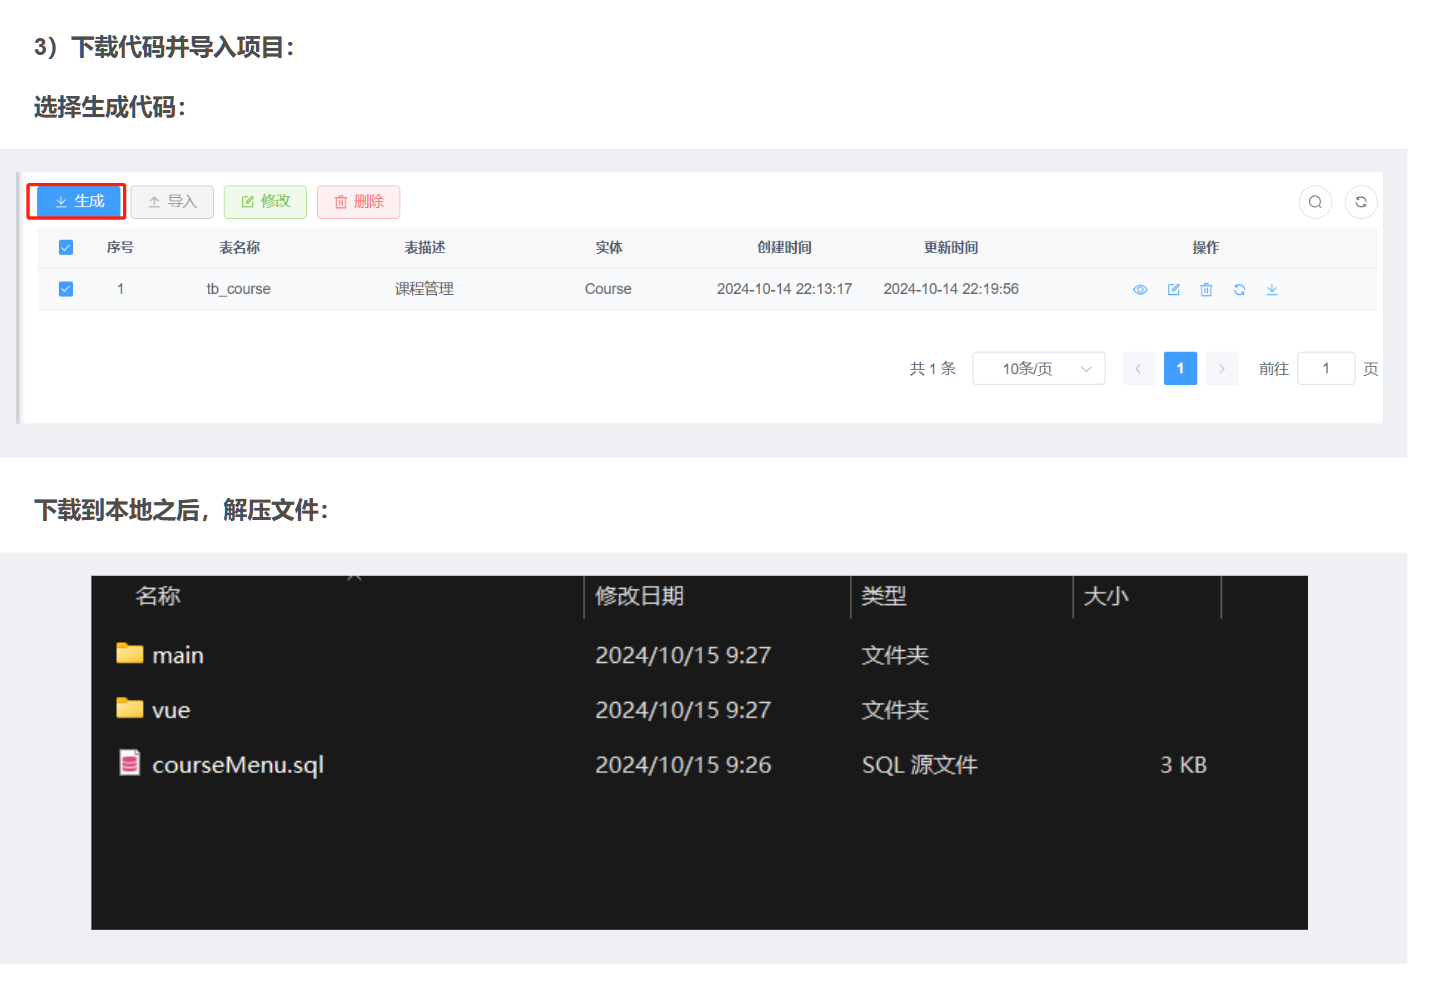 3）下载代码并导入项目：
选择生成代码：
生成 导入 修改 删除
序号 表名称 表描述 实体 创建时间 更新时间 操作
1 tb_course 课程管理 Course 2024-10-14 22:13:17 2024-10-14 22:19:56
共 1 条 10条/页 1 前往 1 页
下载到本地之后，解压文件：
名称 修改日期 类型 大小
main 2024/10/15 9:27 文件夹
vue 2024/10/15 9:27 文件夹
courseMenu.sql 2024/10/15 9:26 SQL 源文件 3 KB